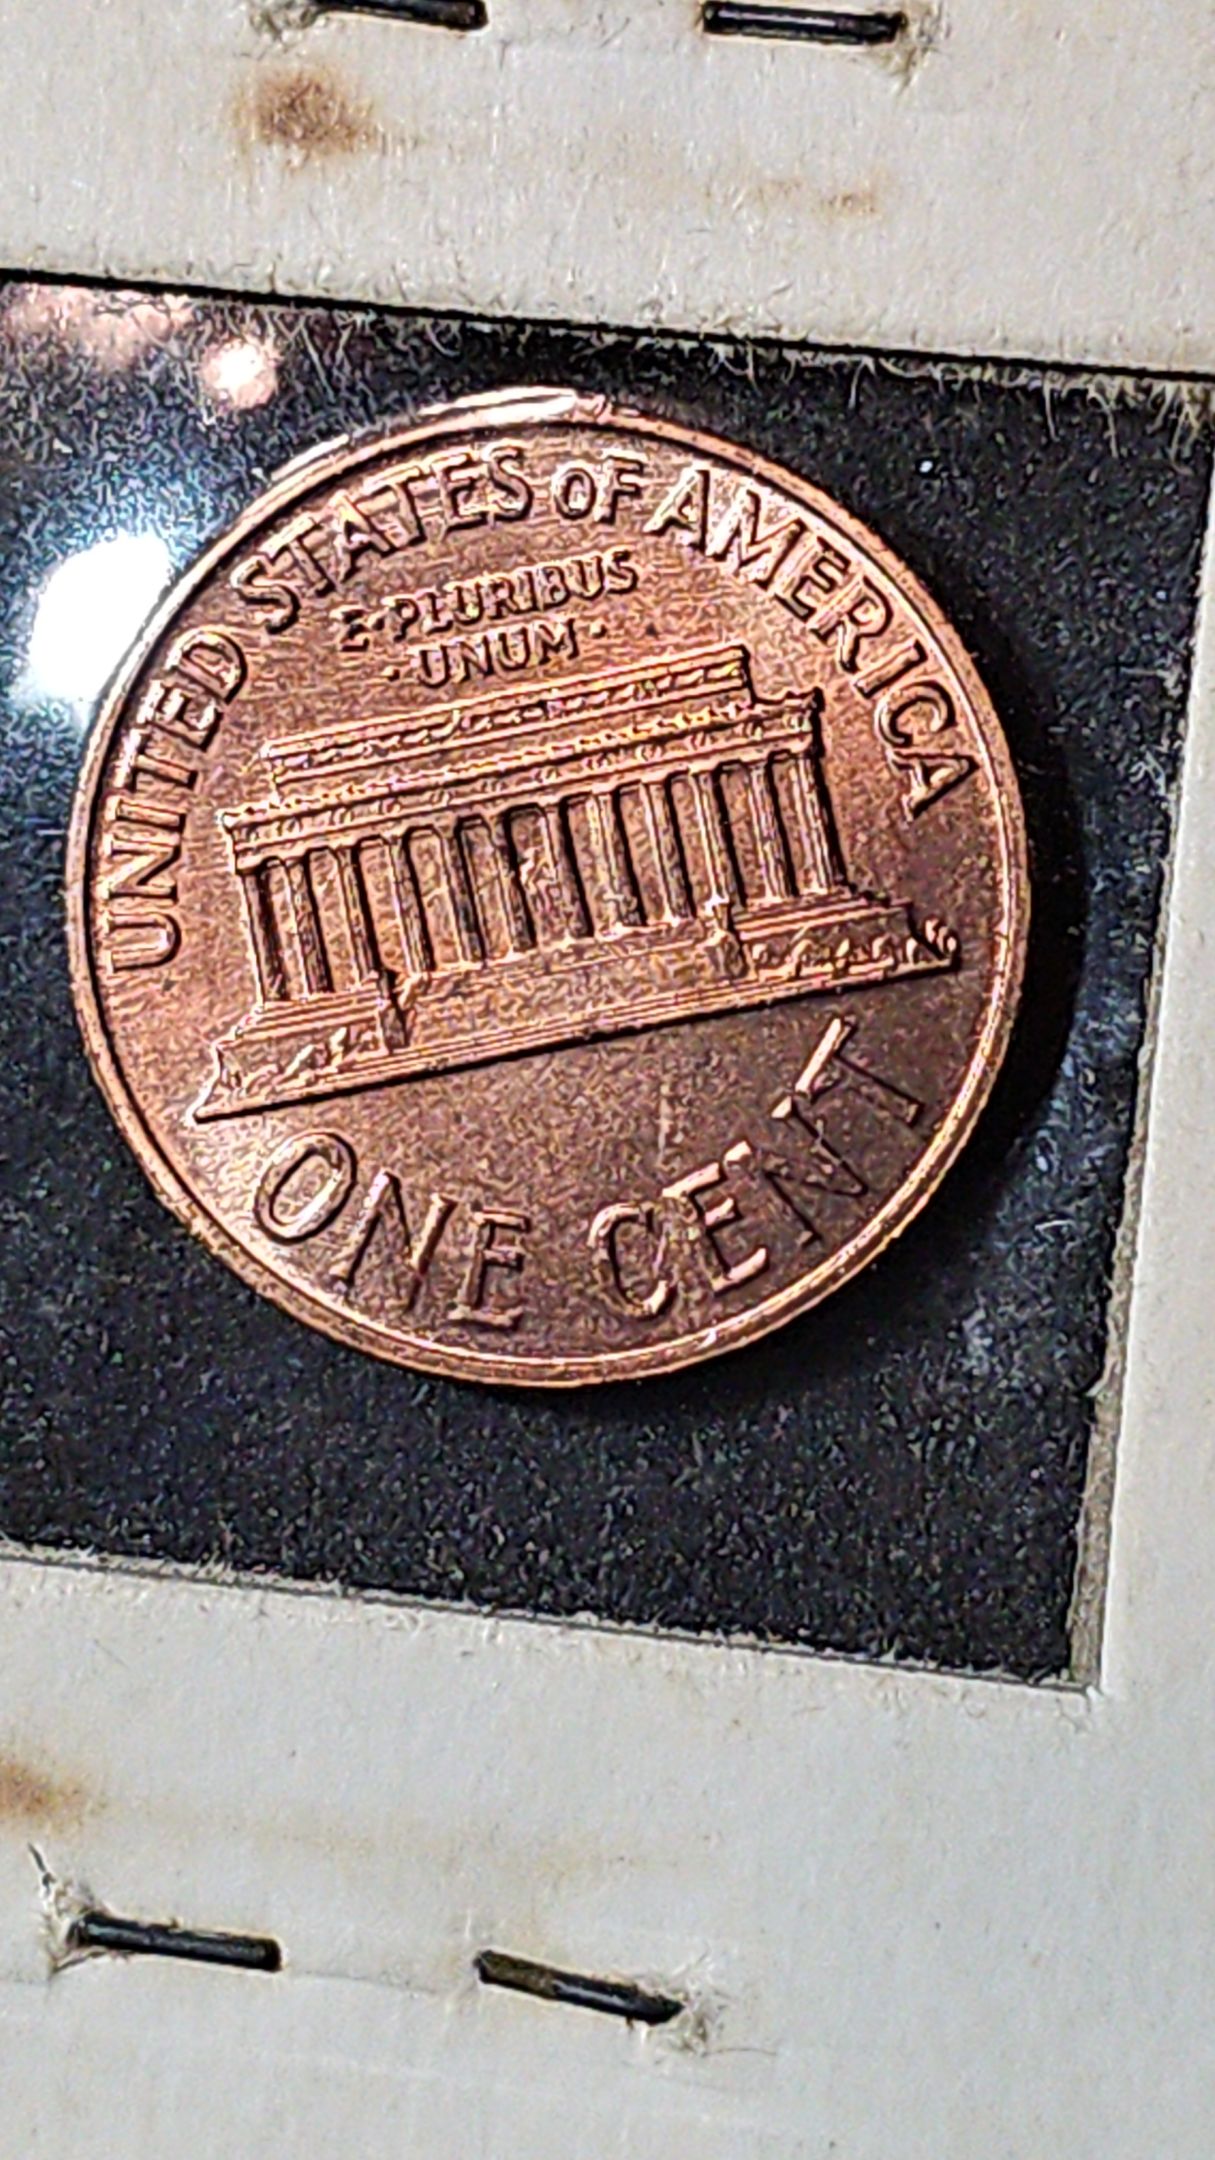 UNITED STATES OF AMERICA
E·PLURIBUS
·UNUM·
ONE CENT